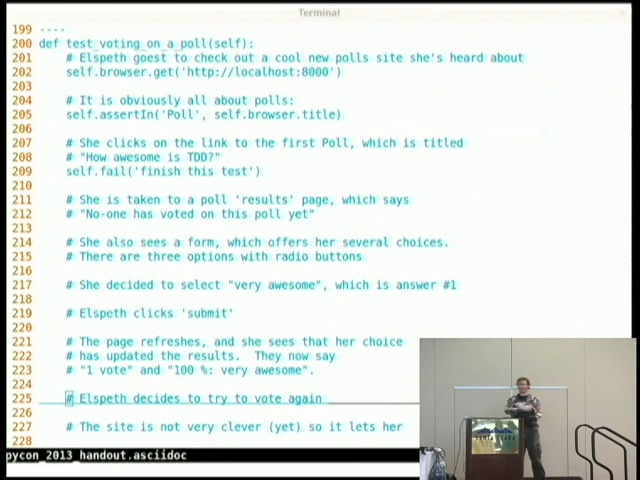 Terminal
199 ----
200 def test_voting_on_a_poll(self):
201     # Elspeth goest to check out a cool new polls site she's heard about
202     self.browser.get('http://localhost:8000')
203
204     # It is obviously all about polls:
205     self.assertIn('Poll', self.browser.title)
206
207     # She clicks on the link to the first Poll, which is titled
208     # "How awesome is TDD?"
209     self.fail('finish this test')
210
211     # She is taken to a poll 'results' page, which says
212     # "No-one has voted on this poll yet"
213
214     # She also sees a form, which offers her several choices.
215     # There are three options with radio buttons
216
217     # She decided to select "very awesome", which is answer #1
218
219     # Elspeth clicks 'submit'
220
221     # The page refreshes, and she sees that her choice
222     # has updated the results.  They now say
223     # "1 vote" and "100 %: very awesome".
224
225     # Elspeth decides to try to vote again
226
227     # The site is not very clever (yet) so it lets her
228
pycon_2013_handout.asciidoc
SANTA CLARA